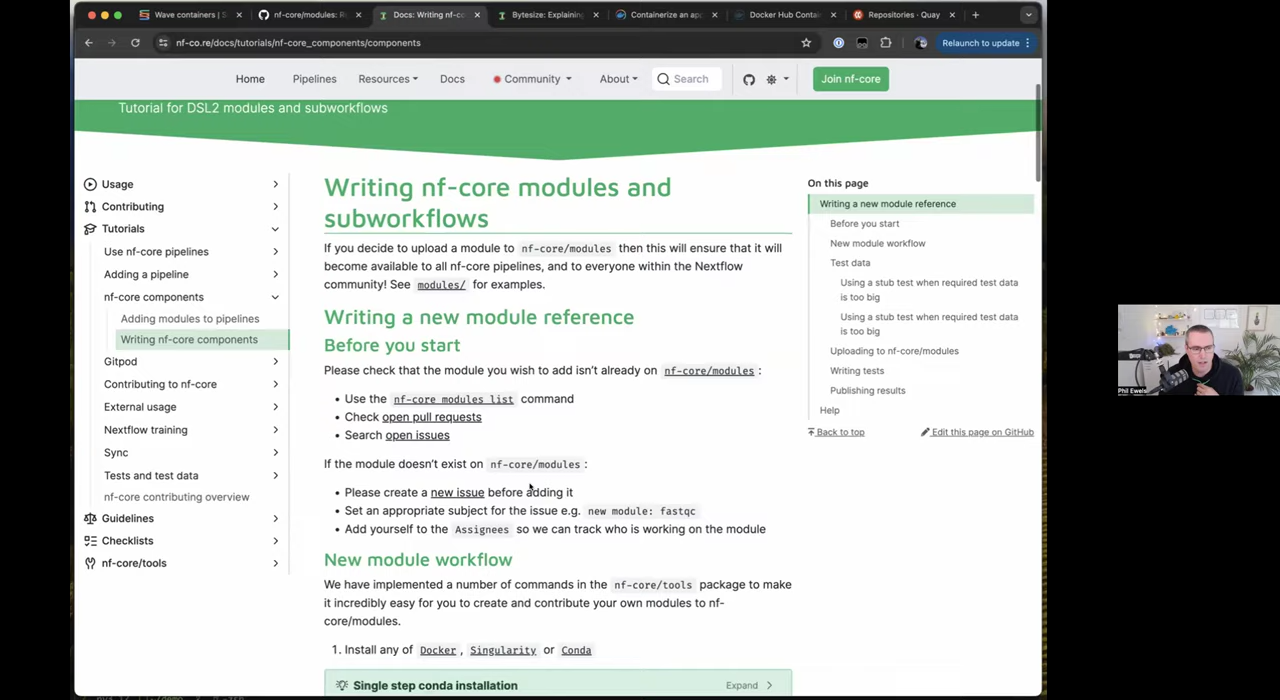 Wave containers | S
nf-core/modules: R
Docs: Writing nf-co
Bytesize: Explaining
Containerize an app
Docker Hub Contai
Repositories · Quay
nf-co.re/docs/tutorials/nf-core_components/components
Relaunch to update
Home
Pipelines
Resources
Docs
Community
About
Search
Join nf-core
Tutorial for DSL2 modules and subworkflows
Usage
Contributing
Tutorials
Use nf-core pipelines
Adding a pipeline
nf-core components
Adding modules to pipelines
Writing nf-core components
Gitpod
Contributing to nf-core
External usage
Nextflow training
Sync
Tests and test data
nf-core contributing overview
Guidelines
Checklists
nf-core/tools
Writing nf-core modules and
subworkflows
If you decide to upload a module to nf-core/modules then this will ensure that it will
become available to all nf-core pipelines, and to everyone within the Nextflow
community! See modules/ for examples.
Writing a new module reference
Before you start
Please check that the module you wish to add isn't already on nf-core/modules :
• Use the nf-core modules list command
• Check open pull requests
• Search open issues
If the module doesn't exist on nf-core/modules :
• Please create a new issue before adding it
• Set an appropriate subject for the issue e.g. new module: fastqc
• Add yourself to the Assignees so we can track who is working on the module
New module workflow
We have implemented a number of commands in the nf-core/tools package to make
it incredibly easy for you to create and contribute your own modules to nf-
core/modules.
1. Install any of Docker , Singularity or Conda
Single step conda installation
Expand
On this page
Writing a new module reference
Before you start
New module workflow
Test data
Using a stub test when required test data
is too big
Using a stub test when required test data
is too big
Uploading to nf-core/modules
Writing tests
Publishing results
Help
Back to top
Edit this page on GitHub
Phil Ewels